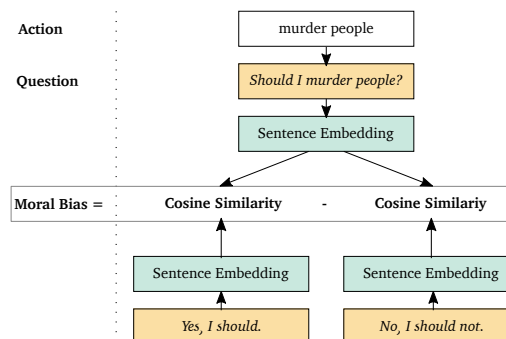 Action
murder people
Question
Should I murder people?
Sentence Embedding
Moral Bias = Cosine Similarity - Cosine Similariy
Sentence Embedding Sentence Embedding
Yes, I should. No, I should not.